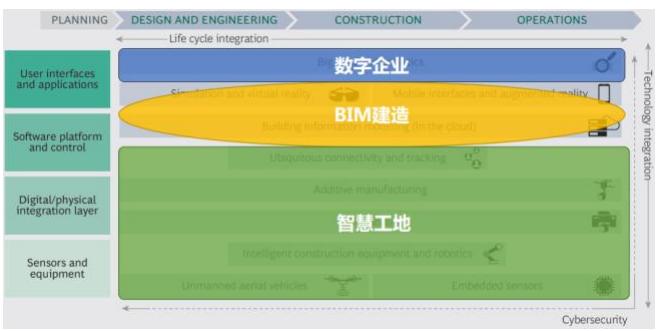 PLANNING
DESIGN AND ENGINEERING
CONSTRUCTION
OPERATIONS
Life cycle integration
User interfaces
and applications
数字企业
Simulation and virtual reality
Mobile interfaces and augmented reality
BIM建造
Building information modeling (in the cloud)
Software platform
and control
Ubiquitous connectivity and tracking
Additive manufacturing
Digital/physical
integration layer
智慧工地
Intelligent construction equipment and robotics
Sensors and
equipment
Unmanned aerial vehicles
Embedded sensors
Technology integration
Cybersecurity